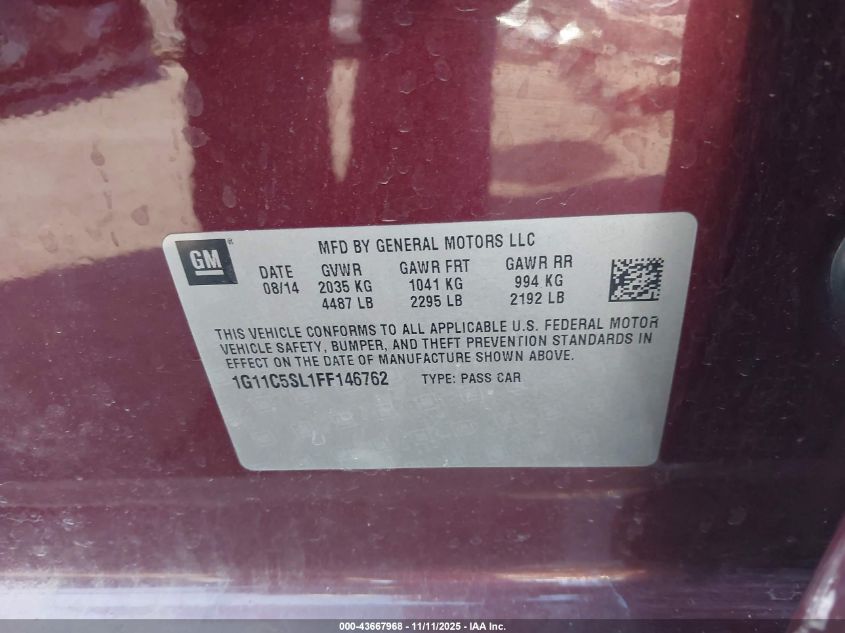 GM
MFD BY GENERAL MOTORS LLC
DATE GVWR GAWR FRT GAWR RR
08/14 2035 KG 1041 KG 994 KG
4487 LB 2295 LB 2192 LB
THIS VEHICLE CONFORMS TO ALL APPLICABLE U.S. FEDERAL MOTOR
VEHICLE SAFETY, BUMPER, AND THEFT PREVENTION STANDARDS IN
EFFECT ON THE DATE OF MANUFACTURE SHOWN ABOVE.
1G11C5SL1FF146762 TYPE: PASS CAR
000-43667968 - 11/11/2025 - IAA Inc.